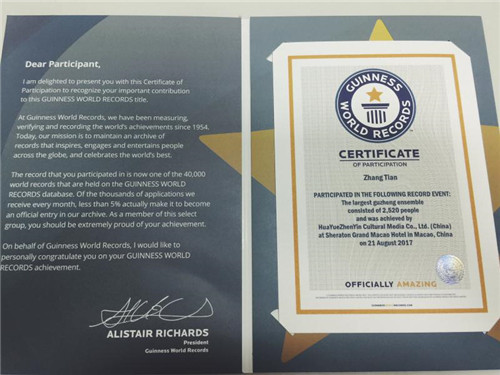 Dear Participant,
I am delighted to present you with this Certificate of
Participation to recognize your important contribution
to this GUINNESS WORLD RECORDS title.
At Guinness World Records, we have been measuring,
verifying and recording the world's achievements since 1954.
Today, our mission is to maintain an archive of
records that inspires, engages and entertains people
across the globe, and celebrates the world's best.
The record that you participated in is now one of the 40,000
world records that are held on the GUINNESS WORLD
RECORDS database. Of the thousands of applications we
receive every month, less than 5% actually make it to become
an official entry in our archive. As a member of this select
group, you should be extremely proud of your achievement.
On behalf of Guinness World Records, I would like to
personally congratulate you on your GUINNESS WORLD
RECORDS achievement.
ALISTAIR RICHARDS
President
Guinness World Records
GUINNESS
WORLD RECORDS
CERTIFICATE
OF PARTICIPATION
Zhang Tian
PARTICIPATED IN THE FOLLOWING RECORD EVENT:
The largest guzheng ensemble
consisted of 2,520 people
and was achieved by
HuaYueZhenYin Cultural Media Co., Ltd. (China)
at Sheraton Grand Macao Hotel in Macao, China
on 21 August 2017
OFFICIALLY AMAZING